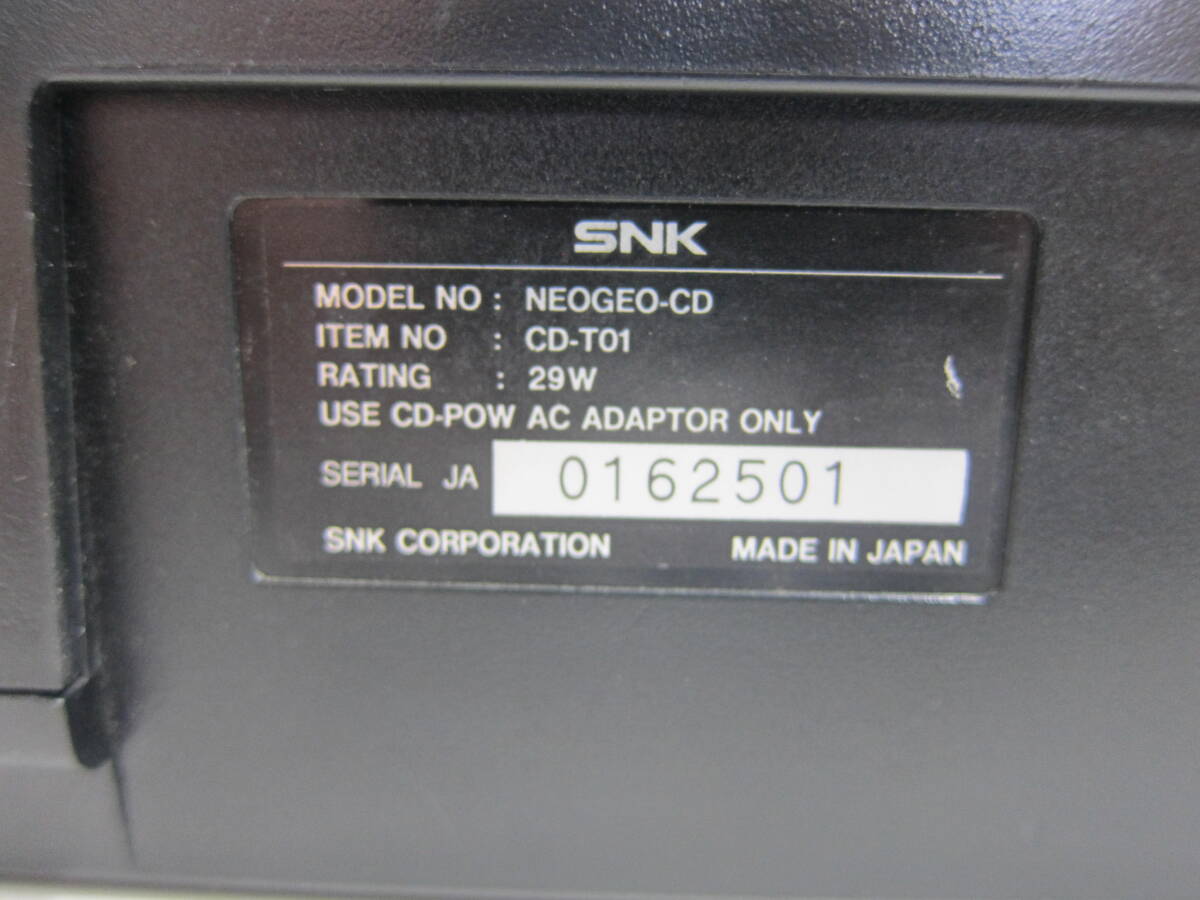 SNK
MODEL NO : NEOGEO-CD
ITEM NO : CD-T01
RATING : 29W
USE CD-POW AC ADAPTOR ONLY
SERIAL JA 0162501
SNK CORPORATION MADE IN JAPAN